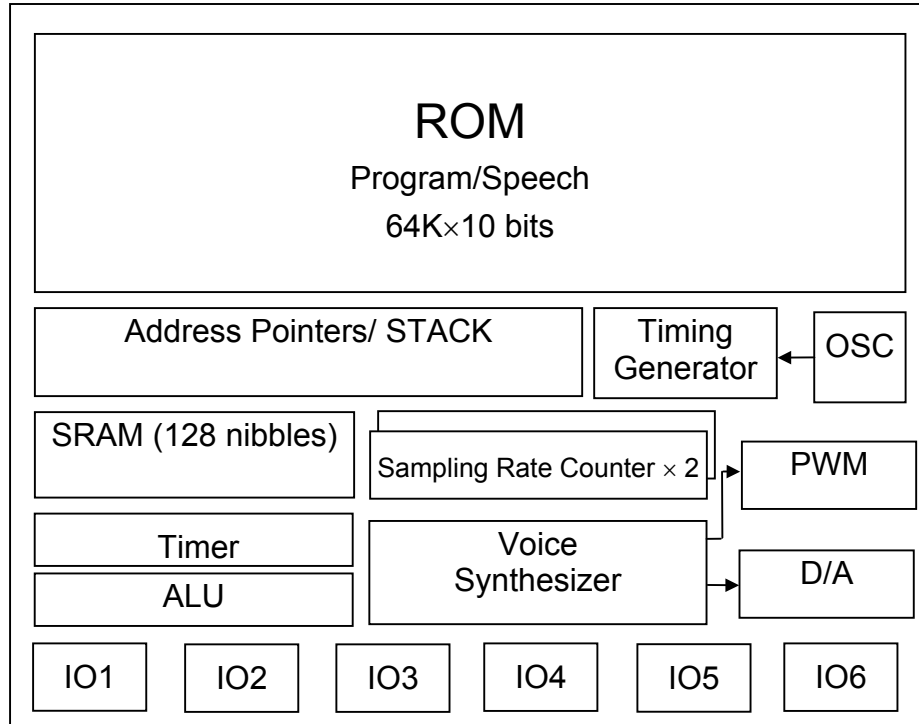 ROM
Program/Speech
64K×10 bits
Address Pointers/ STACK
Timing
Generator
OSC
SRAM (128 nibbles)
Sampling Rate Counter × 2
PWM
Timer
Voice
Synthesizer
D/A
ALU
IO1
IO2
IO3
IO4
IO5
IO6